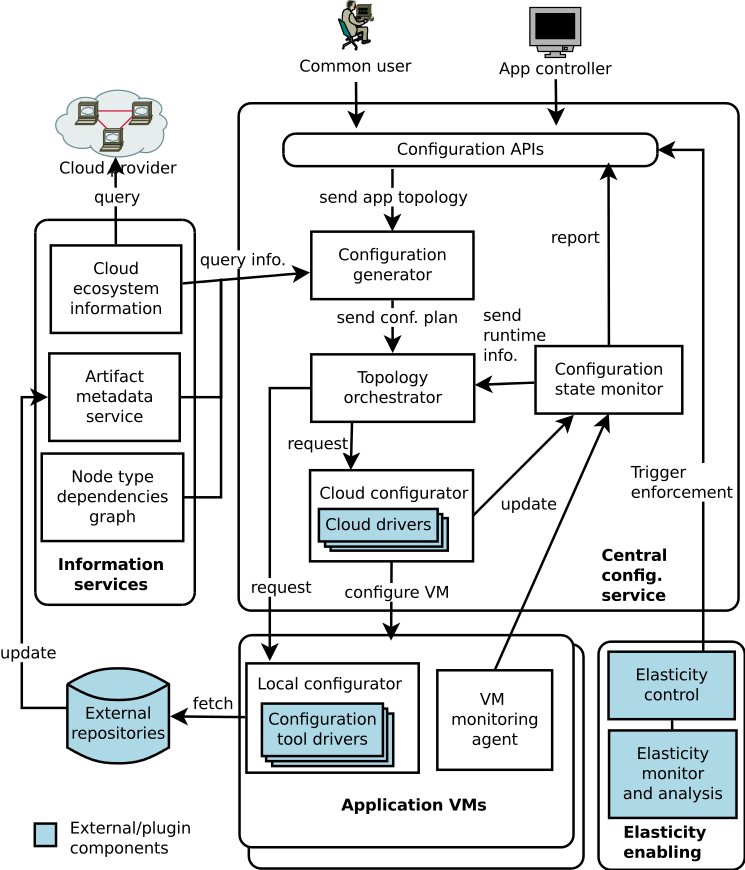 Common user
App controller
Cloud provider
query
Configuration APIs
send app topology
report
Cloud
ecosystem
information
query info.
Configuration
generator
send conf. plan
send
runtime
info.
Artifact
metadata
service
Topology
orchestrator
Configuration
state monitor
request
Node type
dependencies
graph
Cloud configurator
Cloud drivers
update
Trigger
enforcement
Information
services
Central
config.
service
request
configure VM
update
External
repositories
fetch
Local configurator
Configuration
tool drivers
VM
monitoring
agent
Application VMs
Elasticity
control
Elasticity
monitor
and analysis
Elasticity
enabling
External/plugin
components